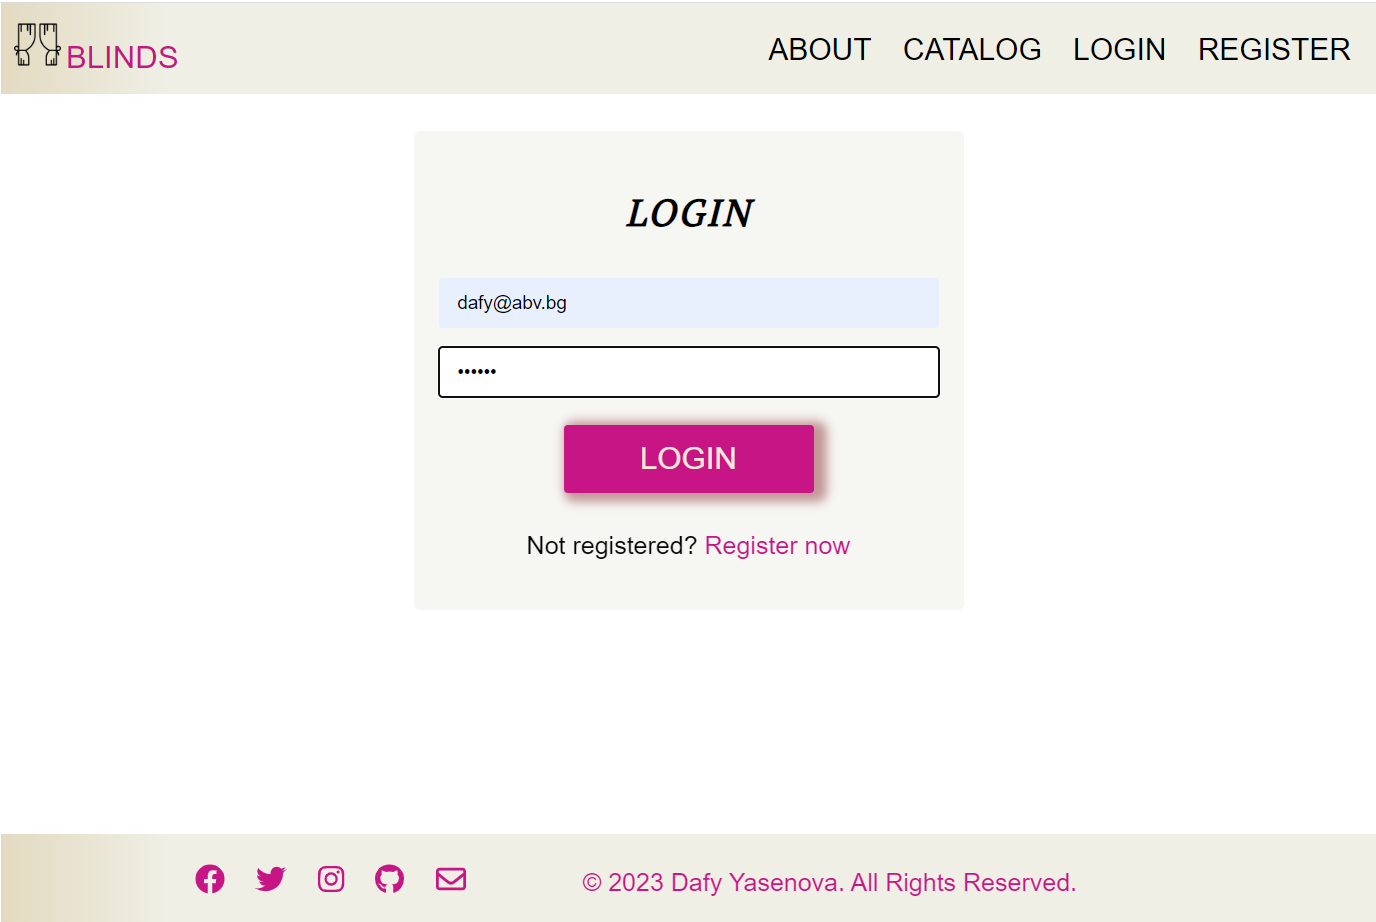 BLINDS
ABOUT CATALOG LOGIN REGISTER
LOGIN
dafy@abv.bg
••••••
LOGIN
Not registered? Register now
© 2023 Dafy Yasenova. All Rights Reserved.